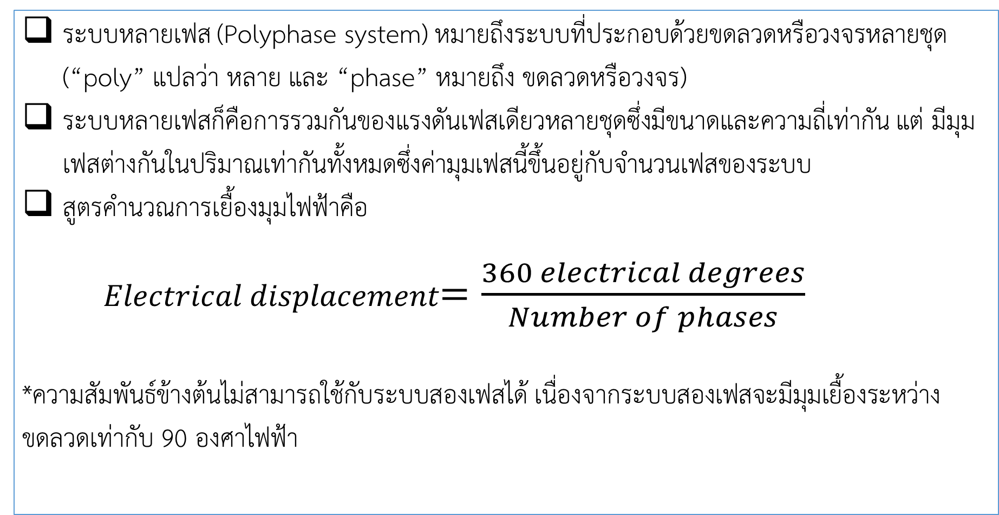 ❑ ระบบหลายเฟส (Polyphase system) หมายถึงระบบที่ประกอบด้วยขดลวดหรือวงจรหลายชุด
(“poly” แปลว่า หลาย และ “phase” หมายถึง ขดลวดหรือวงจร)
❑ ระบบหลายเฟสก็คือการรวมกันของแรงดันเฟสเดียวหลายชุดซึ่งมีขนาดและความถี่เท่ากัน แต่ มีมุม
เฟสต่างกันในปริมาณเท่ากันทั้งหมดซึ่งค่ามุมเฟสนี้ขึ้นอยู่กับจำนวนเฟสของระบบ
❑ สูตรคำนวณการเยื้องมุมไฟฟ้าคือ
Electrical displacement= 360 electrical degrees
Number of phases
*ความสัมพันธ์ข้างต้นไม่สามารถใช้กับระบบสองเฟสได้ เนื่องจากระบบสองเฟสจะมีมุมเยื้องระหว่าง
ขดลวดเท่ากับ 90 องศาไฟฟ้า